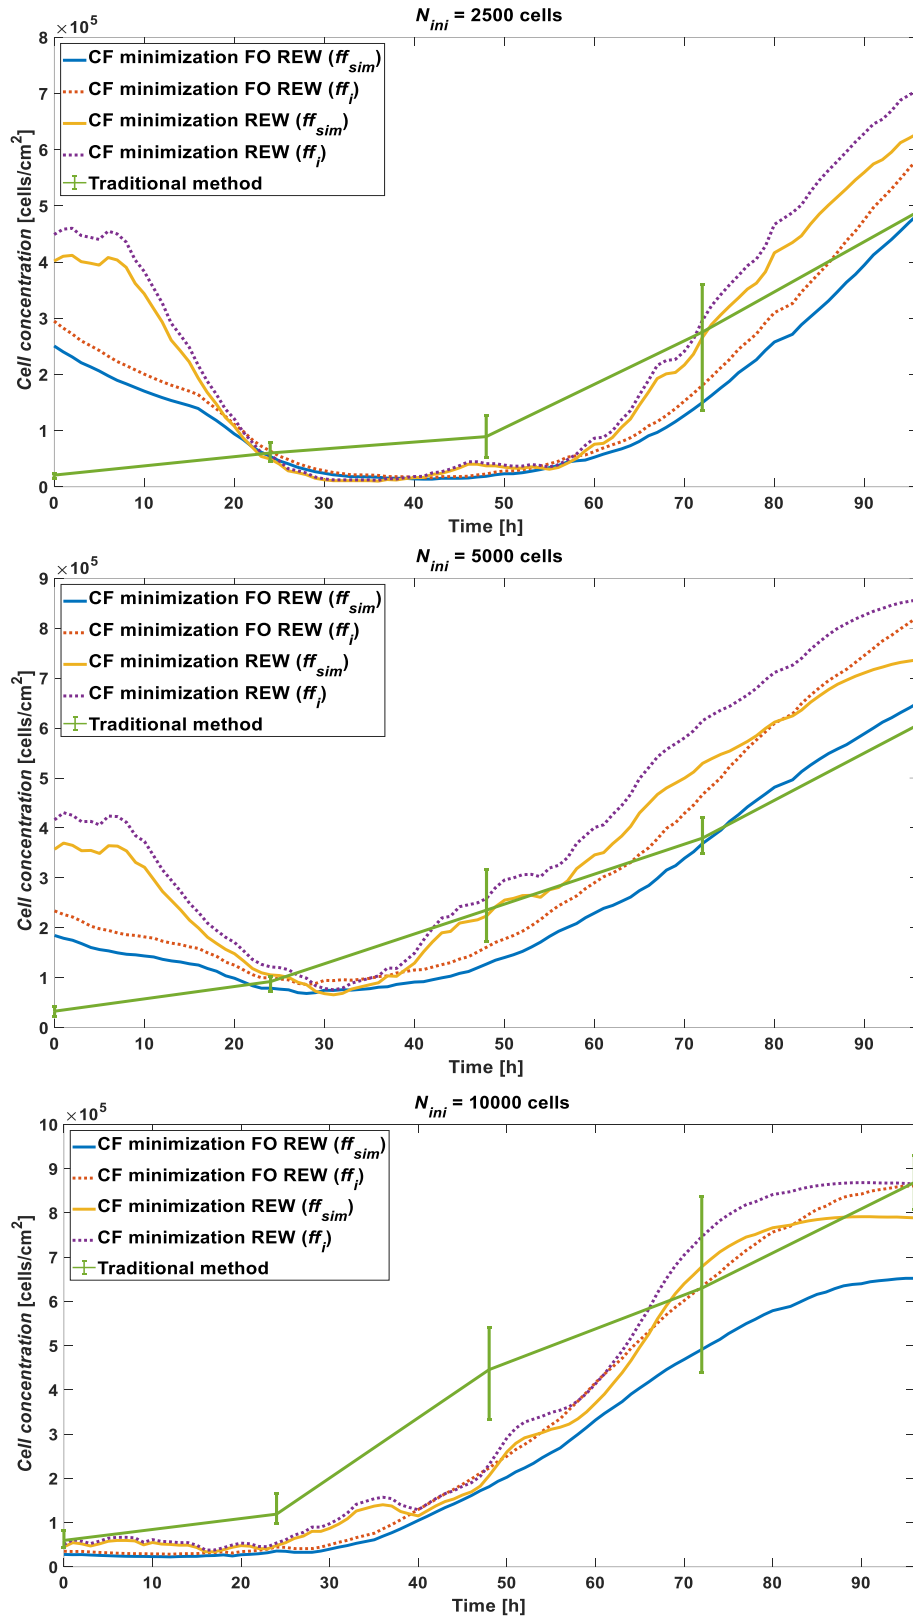 N_ini = 2500 cells
×10^5
8
7
6
5
4
3
2
1
0
Cell concentration [cells/cm^2]
CF minimization FO REW (ff_sim)
CF minimization FO REW (ff_i)
CF minimization REW (ff_sim)
CF minimization REW (ff_i)
Traditional method
0 10 20 30 40 50 60 70 80 90
Time [h]
N_ini = 5000 cells
×10^5
9
8
7
6
5
4
3
2
1
0
Cell concentration [cells/cm^2]
CF minimization FO REW (ff_sim)
CF minimization FO REW (ff_i)
CF minimization REW (ff_sim)
CF minimization REW (ff_i)
Traditional method
0 10 20 30 40 50 60 70 80 90
Time [h]
N_ini = 10000 cells
×10^5
10
9
8
7
6
5
4
3
2
1
0
Cell concentration [cells/cm^2]
CF minimization FO REW (ff_sim)
CF minimization FO REW (ff_i)
CF minimization REW (ff_sim)
CF minimization REW (ff_i)
Traditional method
0 10 20 30 40 50 60 70 80 90
Time [h]